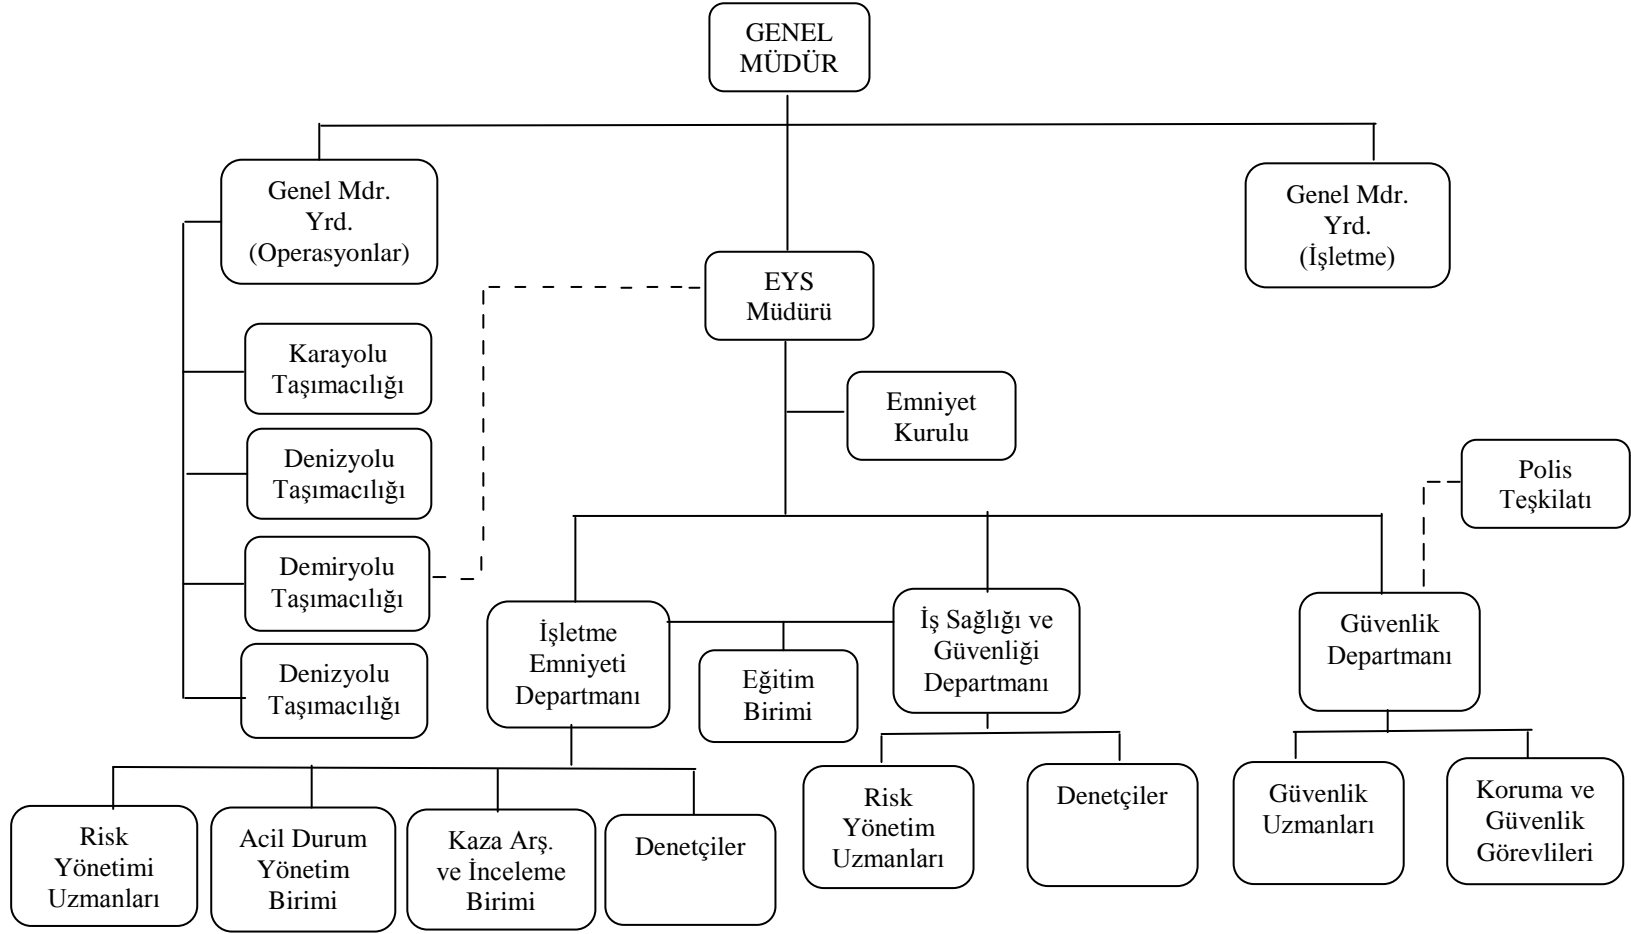 GENEL
MÜDÜR
Genel Mdr.
Yrd.
(Operasyonlar)
Genel Mdr.
Yrd.
(İşletme)
EYS
Müdürü
Karayolu
Taşımacılığı
Emniyet
Kurulu
Denizyolu
Taşımacılığı
Polis
Teşkilatı
Demiryolu
Taşımacılığı
Denizyolu
Taşımacılığı
İşletme
Emniyeti
Departmanı
Eğitim
Birimi
İş Sağlığı ve
Güvenliği
Departmanı
Güvenlik
Departmanı
Risk
Yönetimi
Uzmanları
Acil Durum
Yönetim
Birimi
Kaza Arş.
ve İnceleme
Birimi
Denetçiler
Risk
Yönetim
Uzmanları
Denetçiler
Güvenlik
Uzmanları
Koruma ve
Güvenlik
Görevlileri